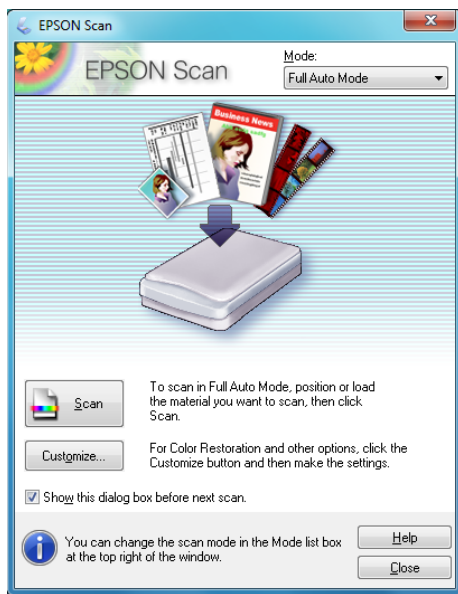 EPSON Scan
EPSON Scan
Mode:
Full Auto Mode
Business News
Scan
To scan in Full Auto Mode, position or load
the material you want to scan, then click
Scan.
Customize...
For Color Restoration and other options, click the
Customize button and then make the settings.
Show this dialog box before next scan.
You can change the scan mode in the Mode list box
at the top right of the window.
Help
Close